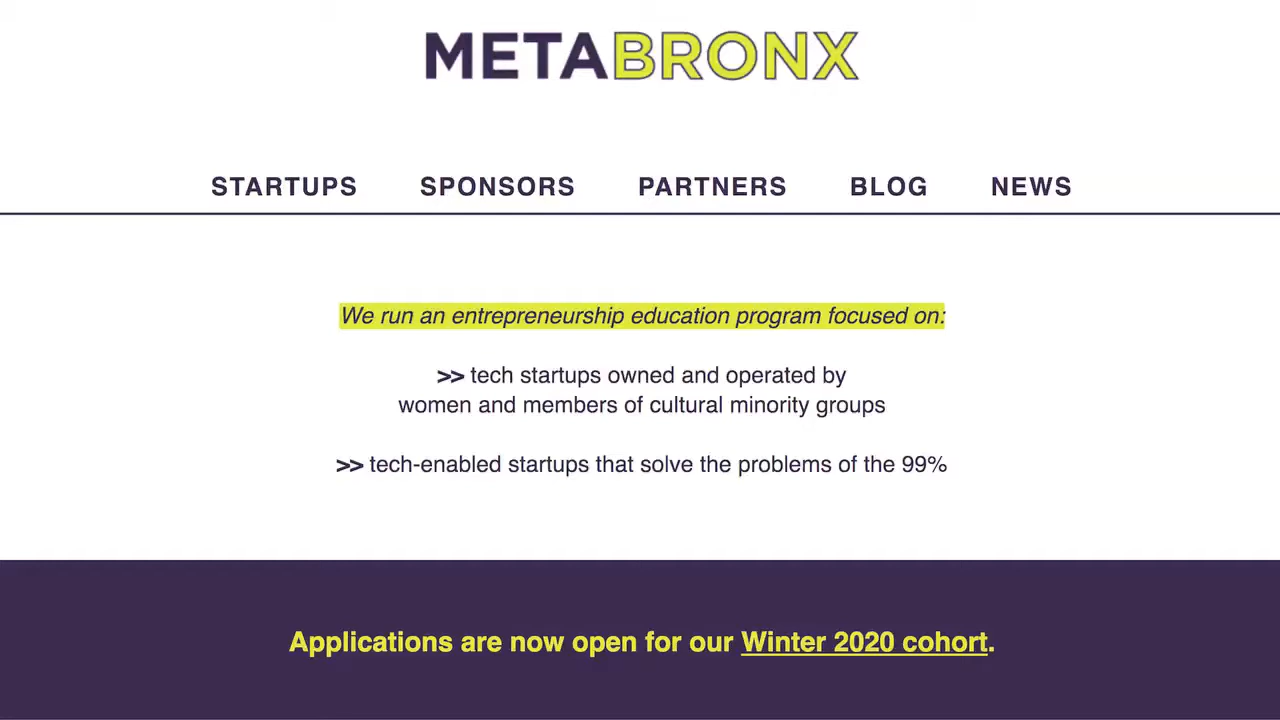 METABRONX
STARTUPS SPONSORS PARTNERS BLOG NEWS
We run an entrepreneurship education program focused on:
>> tech startups owned and operated by
women and members of cultural minority groups
>> tech-enabled startups that solve the problems of the 99%
Applications are now open for our Winter 2020 cohort.